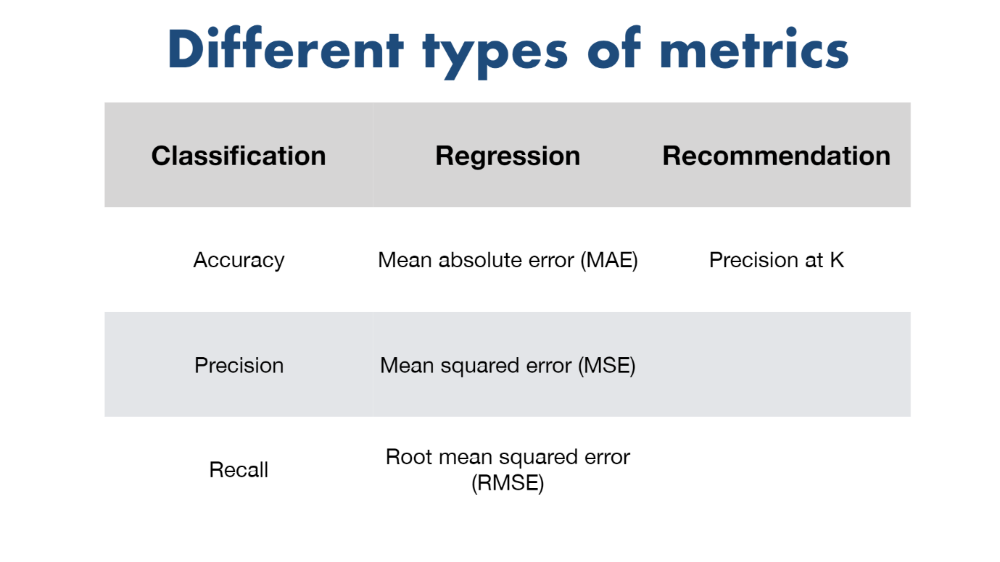 Different types of metrics
Classification Regression Recommendation
Accuracy Mean absolute error (MAE) Precision at K
Precision Mean squared error (MSE)
Recall Root mean squared error
(RMSE)